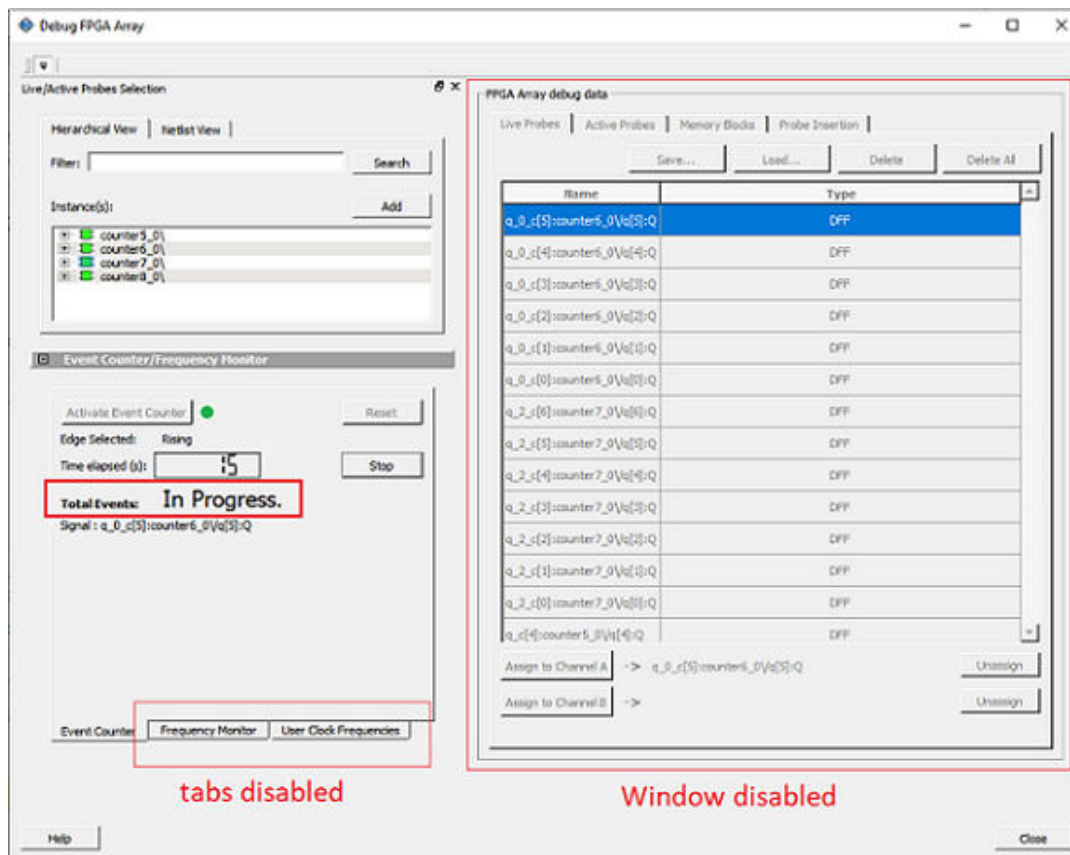 Debug FPGA Array
Live/Active Probes Selection
Hierarchical View
Netlist View
Filter:
Search
Instance(s):
Add
counter5_0\
counter6_0\
counter7_0\
counter8_0\
Event Counter/Frequency Monitor
Activate Event Counter
Reset
Edge Selected: Rising
Time elapsed (s): 15
Stop
Total Events: In Progress.
Signal : q_0_c[5]:counter6_0\/q[5]:Q
Event Counter
Frequency Monitor
User Clock Frequencies
tabs disabled
Help
FPGA Array debug data
Live Probes
Active Probes
Memory Blocks
Probe Insertion
Save...
Load...
Delete
Delete All
Name Type
q_0_c[5]:counter6_0\/q[5]:Q DFF
q_0_c[4]:counter6_0\/q[4]:Q DFF
q_0_c[3]:counter6_0\/q[3]:Q DFF
q_0_c[2]:counter6_0\/q[2]:Q DFF
q_0_c[1]:counter6_0\/q[1]:Q DFF
q_0_c[0]:counter6_0\/q[0]:Q DFF
q_2_c[6]:counter7_0\/q[6]:Q DFF
q_2_c[5]:counter7_0\/q[5]:Q DFF
q_2_c[4]:counter7_0\/q[4]:Q DFF
q_2_c[3]:counter7_0\/q[3]:Q DFF
q_2_c[2]:counter7_0\/q[2]:Q DFF
q_2_c[1]:counter7_0\/q[1]:Q DFF
q_2_c[0]:counter7_0\/q[0]:Q DFF
q_c[4]:counter5_0\/q[4]:Q DFF
Assign to Channel A -> q_0_c[5]:counter6_0\/q[5]:Q Unassign
Assign to Channel B -> Unassign
Window disabled
Close